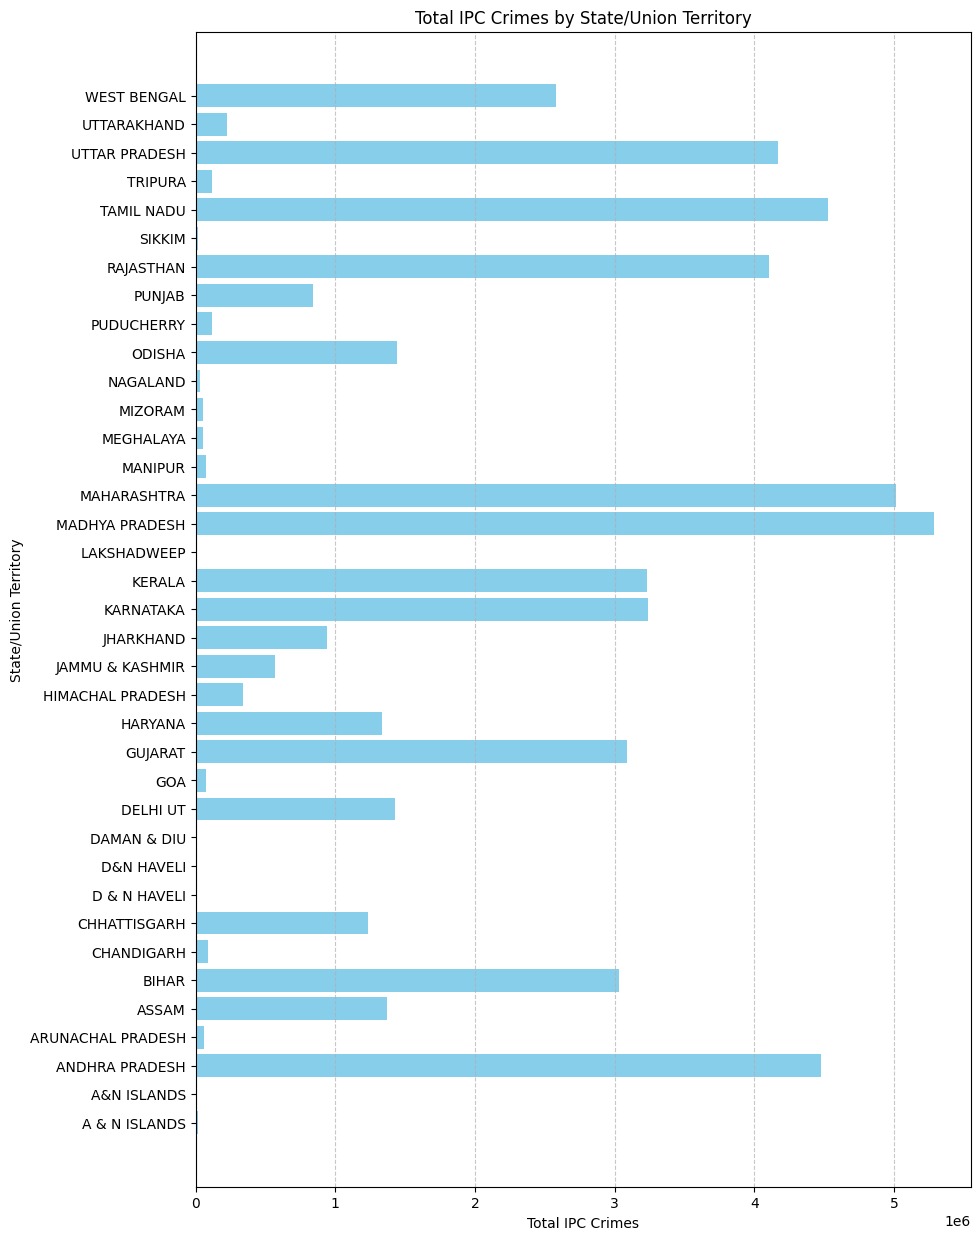 Total IPC Crimes by State/Union Territory
WEST BENGAL
UTTARAKHAND
UTTAR PRADESH
TRIPURA
TAMIL NADU
SIKKIM
RAJASTHAN
PUNJAB
PUDUCHERRY
ODISHA
NAGALAND
MIZORAM
MEGHALAYA
MANIPUR
MAHARASHTRA
MADHYA PRADESH
LAKSHADWEEP
KERALA
KARNATAKA
JHARKHAND
JAMMU & KASHMIR
HIMACHAL PRADESH
HARYANA
GUJARAT
GOA
DELHI UT
DAMAN & DIU
D&N HAVELI
D & N HAVELI
CHHATTISGARH
CHANDIGARH
BIHAR
ASSAM
ARUNACHAL PRADESH
ANDHRA PRADESH
A&N ISLANDS
A & N ISLANDS
State/Union Territory
0 1 2 3 4 5
1e6
Total IPC Crimes